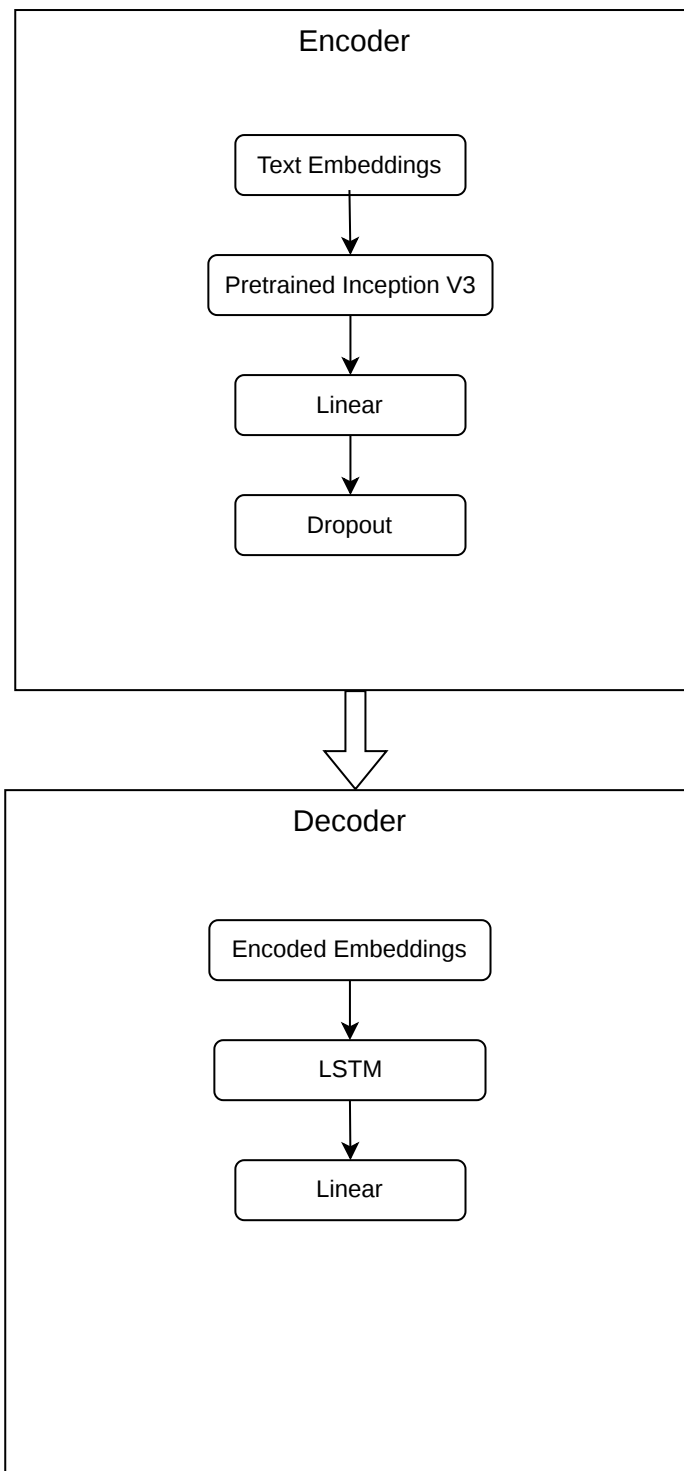 Encoder
Text Embeddings
Pretrained Inception V3
Linear
Dropout
Decoder
Encoded Embeddings
LSTM
Linear